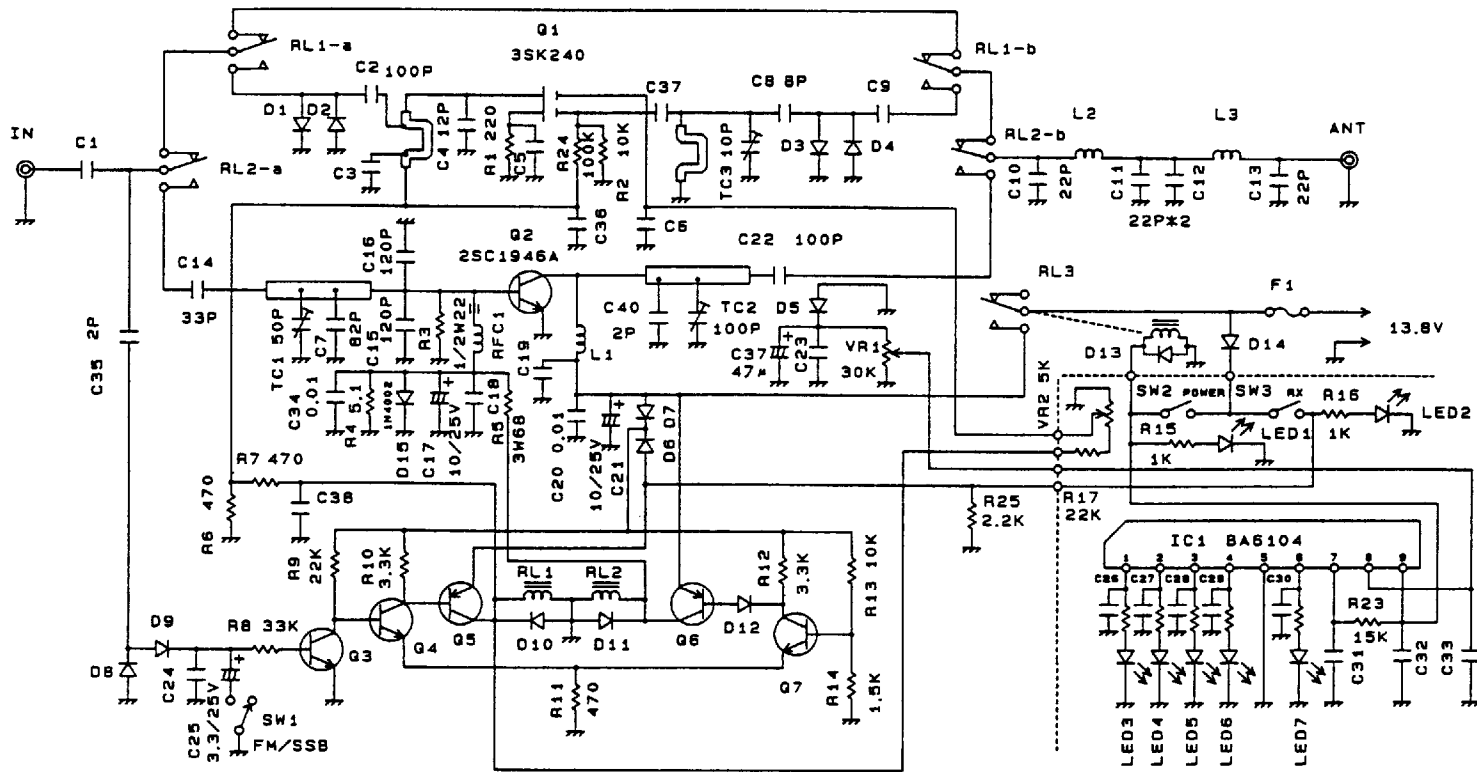 Q1
3SK240
RL1-a
RL1-b
C2
100P
C37
C8 8P
C9
D1
D2
C4 12P
R1 220
C5
R24
100K
10K
R2
TC3 10P
D3
D4
L2
L3
ANT
IN
C1
RL2-a
C3
RL2-b
C10
22P
C11
C12
C13
22P
22P*2
C36
C6
C16
120P
Q2
2SC1946A
C22 100P
C14
33P
RL3
F1
13.8V
C35 2P
TC1 50P
C7
82P
C15
120P
R3
1/2W22
RFC1
C19
L1
C40
2P
TC2
100P
D5
C37
47μ
C23
VR1
30K
D13
D14
C34
0.01
R4 5.1
1N4002
D15
C17
10/25V
C18
R5
3W68
C20 0.01
10/25V
C21
D6 D7
VR2 5K
SW2
POWER
SW3
RX
R16
1K
LED2
R15
1K
LED1
R7 470
R6 470
C38
R25
2.2K
R17
22K
R9
22K
R10
3.3K
RL1
RL2
R12
3.3K
R13 10K
IC1 BA6104
1 2 3 4 5 6 7 8 9
C26
C27
C28
C29
C30
R23
15K
D9
R8 33K
Q3
Q4
Q5
D10
D11
Q6
D12
Q7
D8
C24
C25
3.3/25V
SW1
FM/SSB
R11
470
R14
1.5K
C31
C32
C33
LED3
LED4
LED5
LED6
LED7